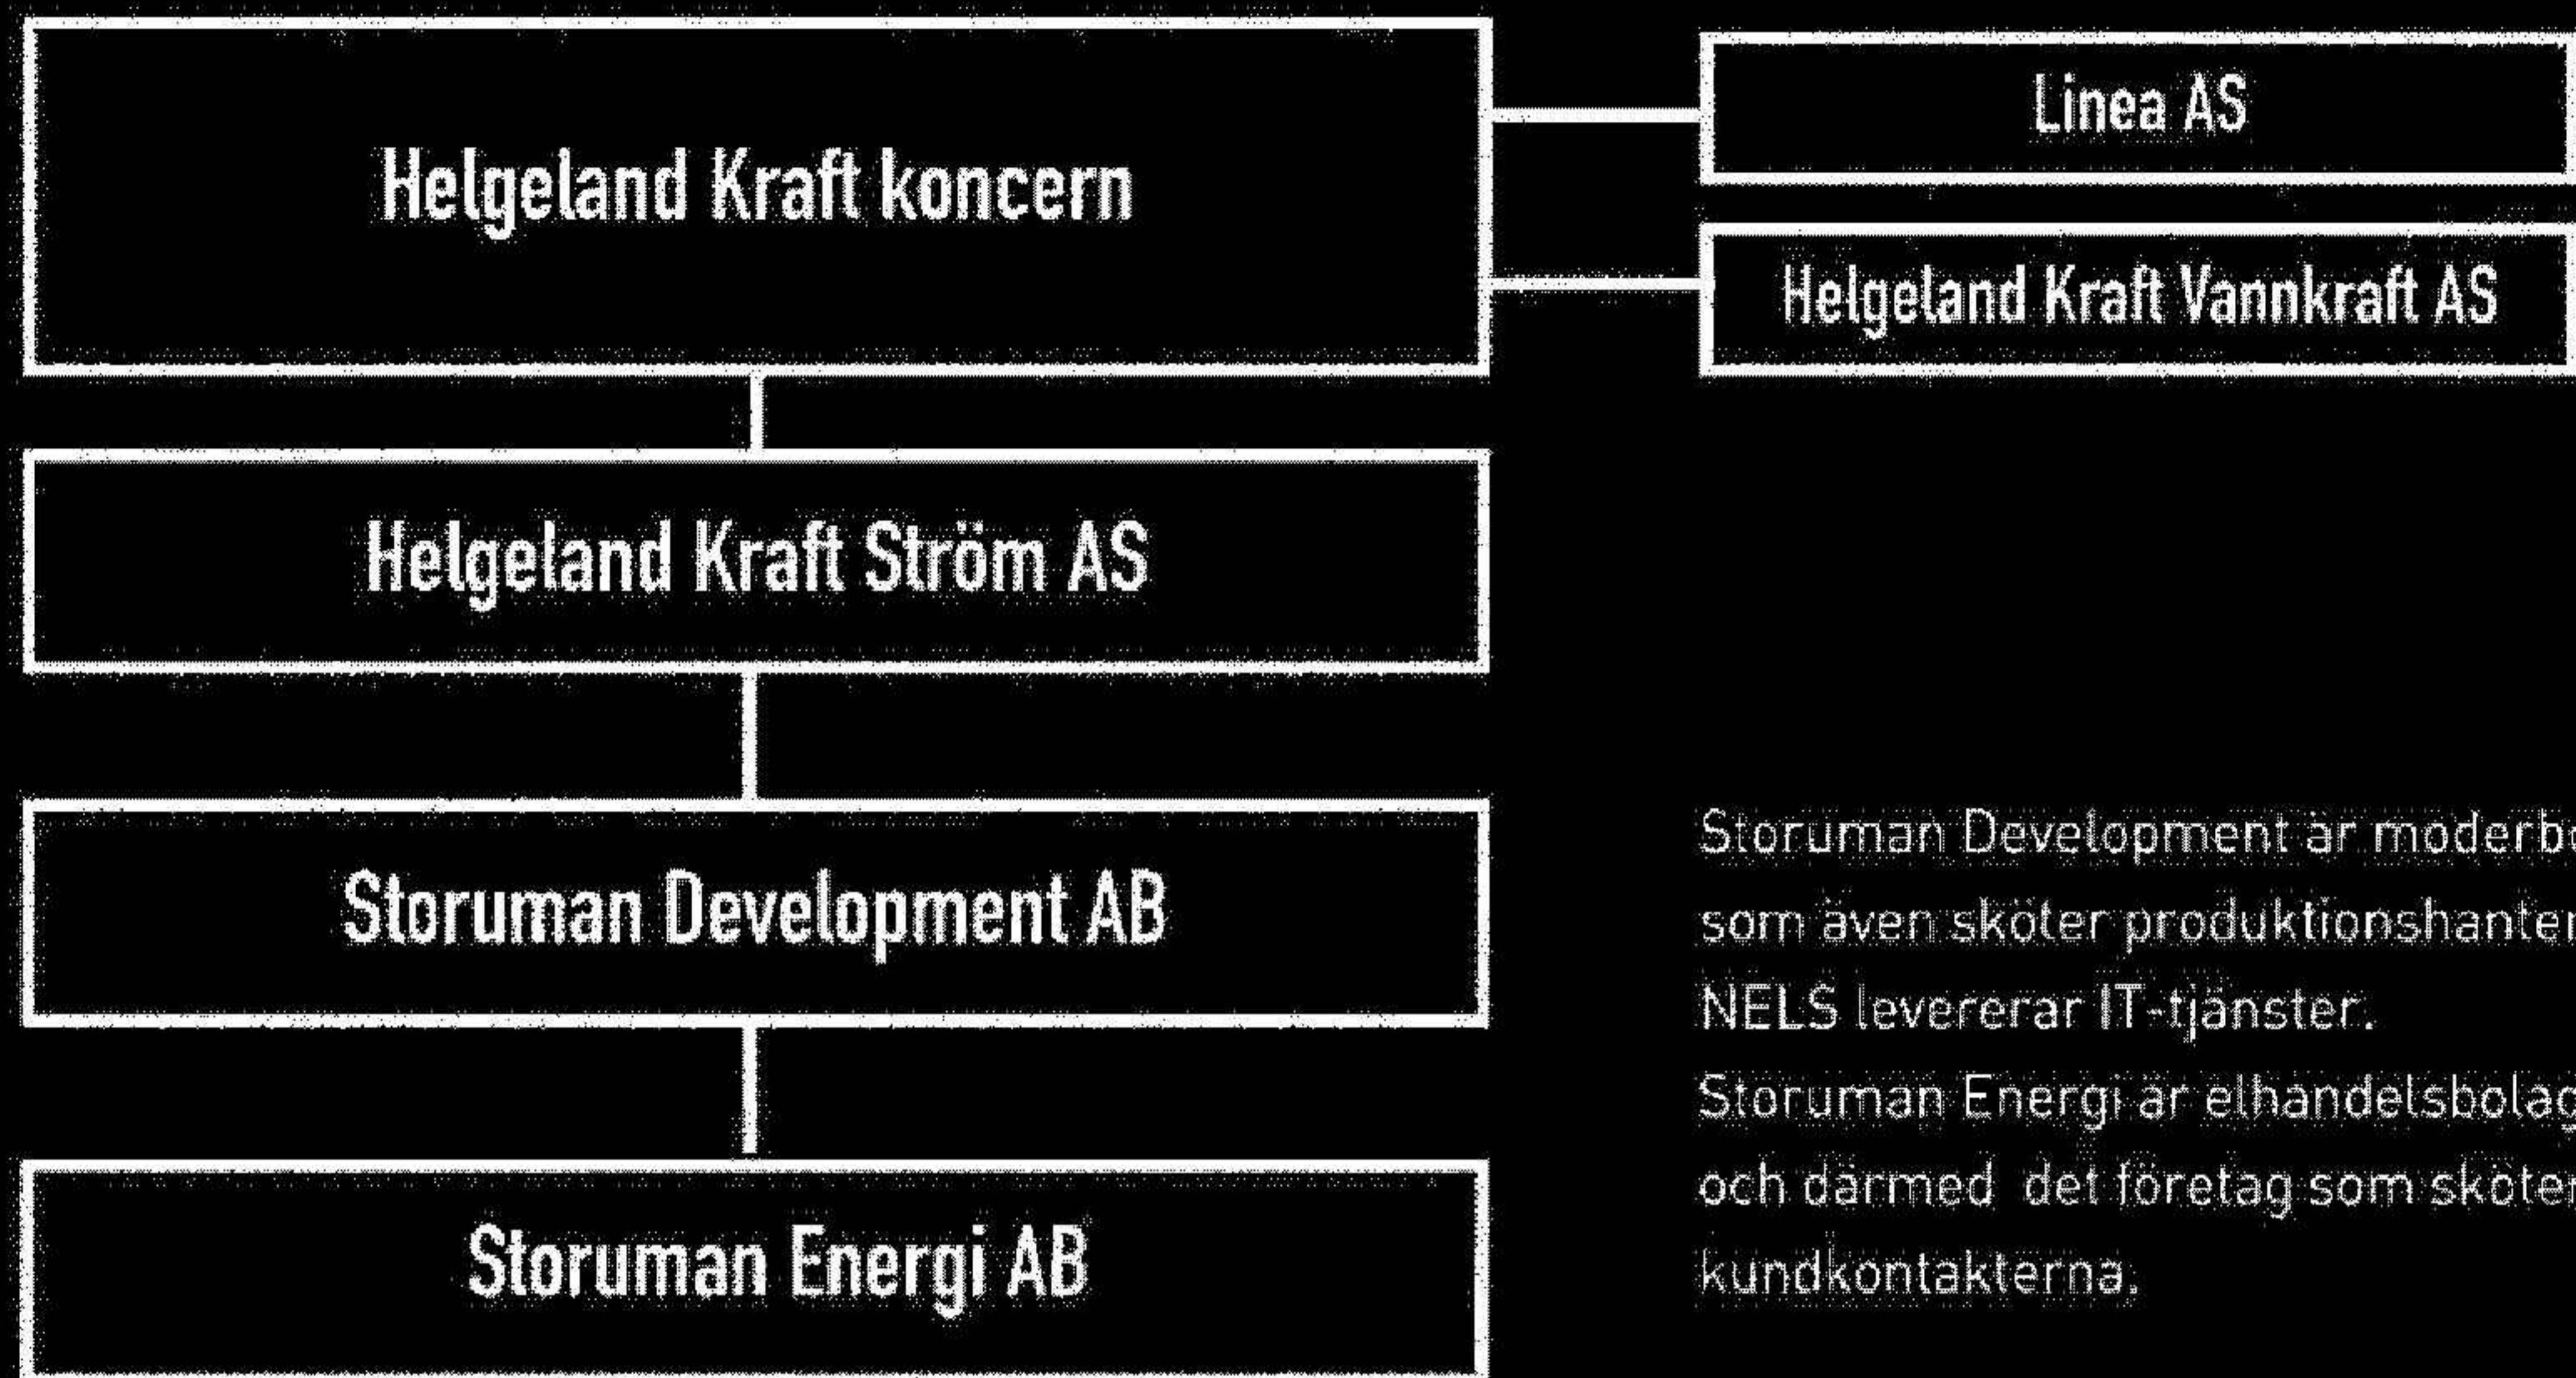 Helgeland Kraft koncern
Linea AS
Helgeland Kraft Vannkraft AS
Helgeland Kraft Ström AS
Storuman Development AB
Storuman Development är
som även sköter
NELS levererar IT-tjänster.
Storuman Energi är
och därmed det företag som
kundkontakterna.
Storuman Energi AB